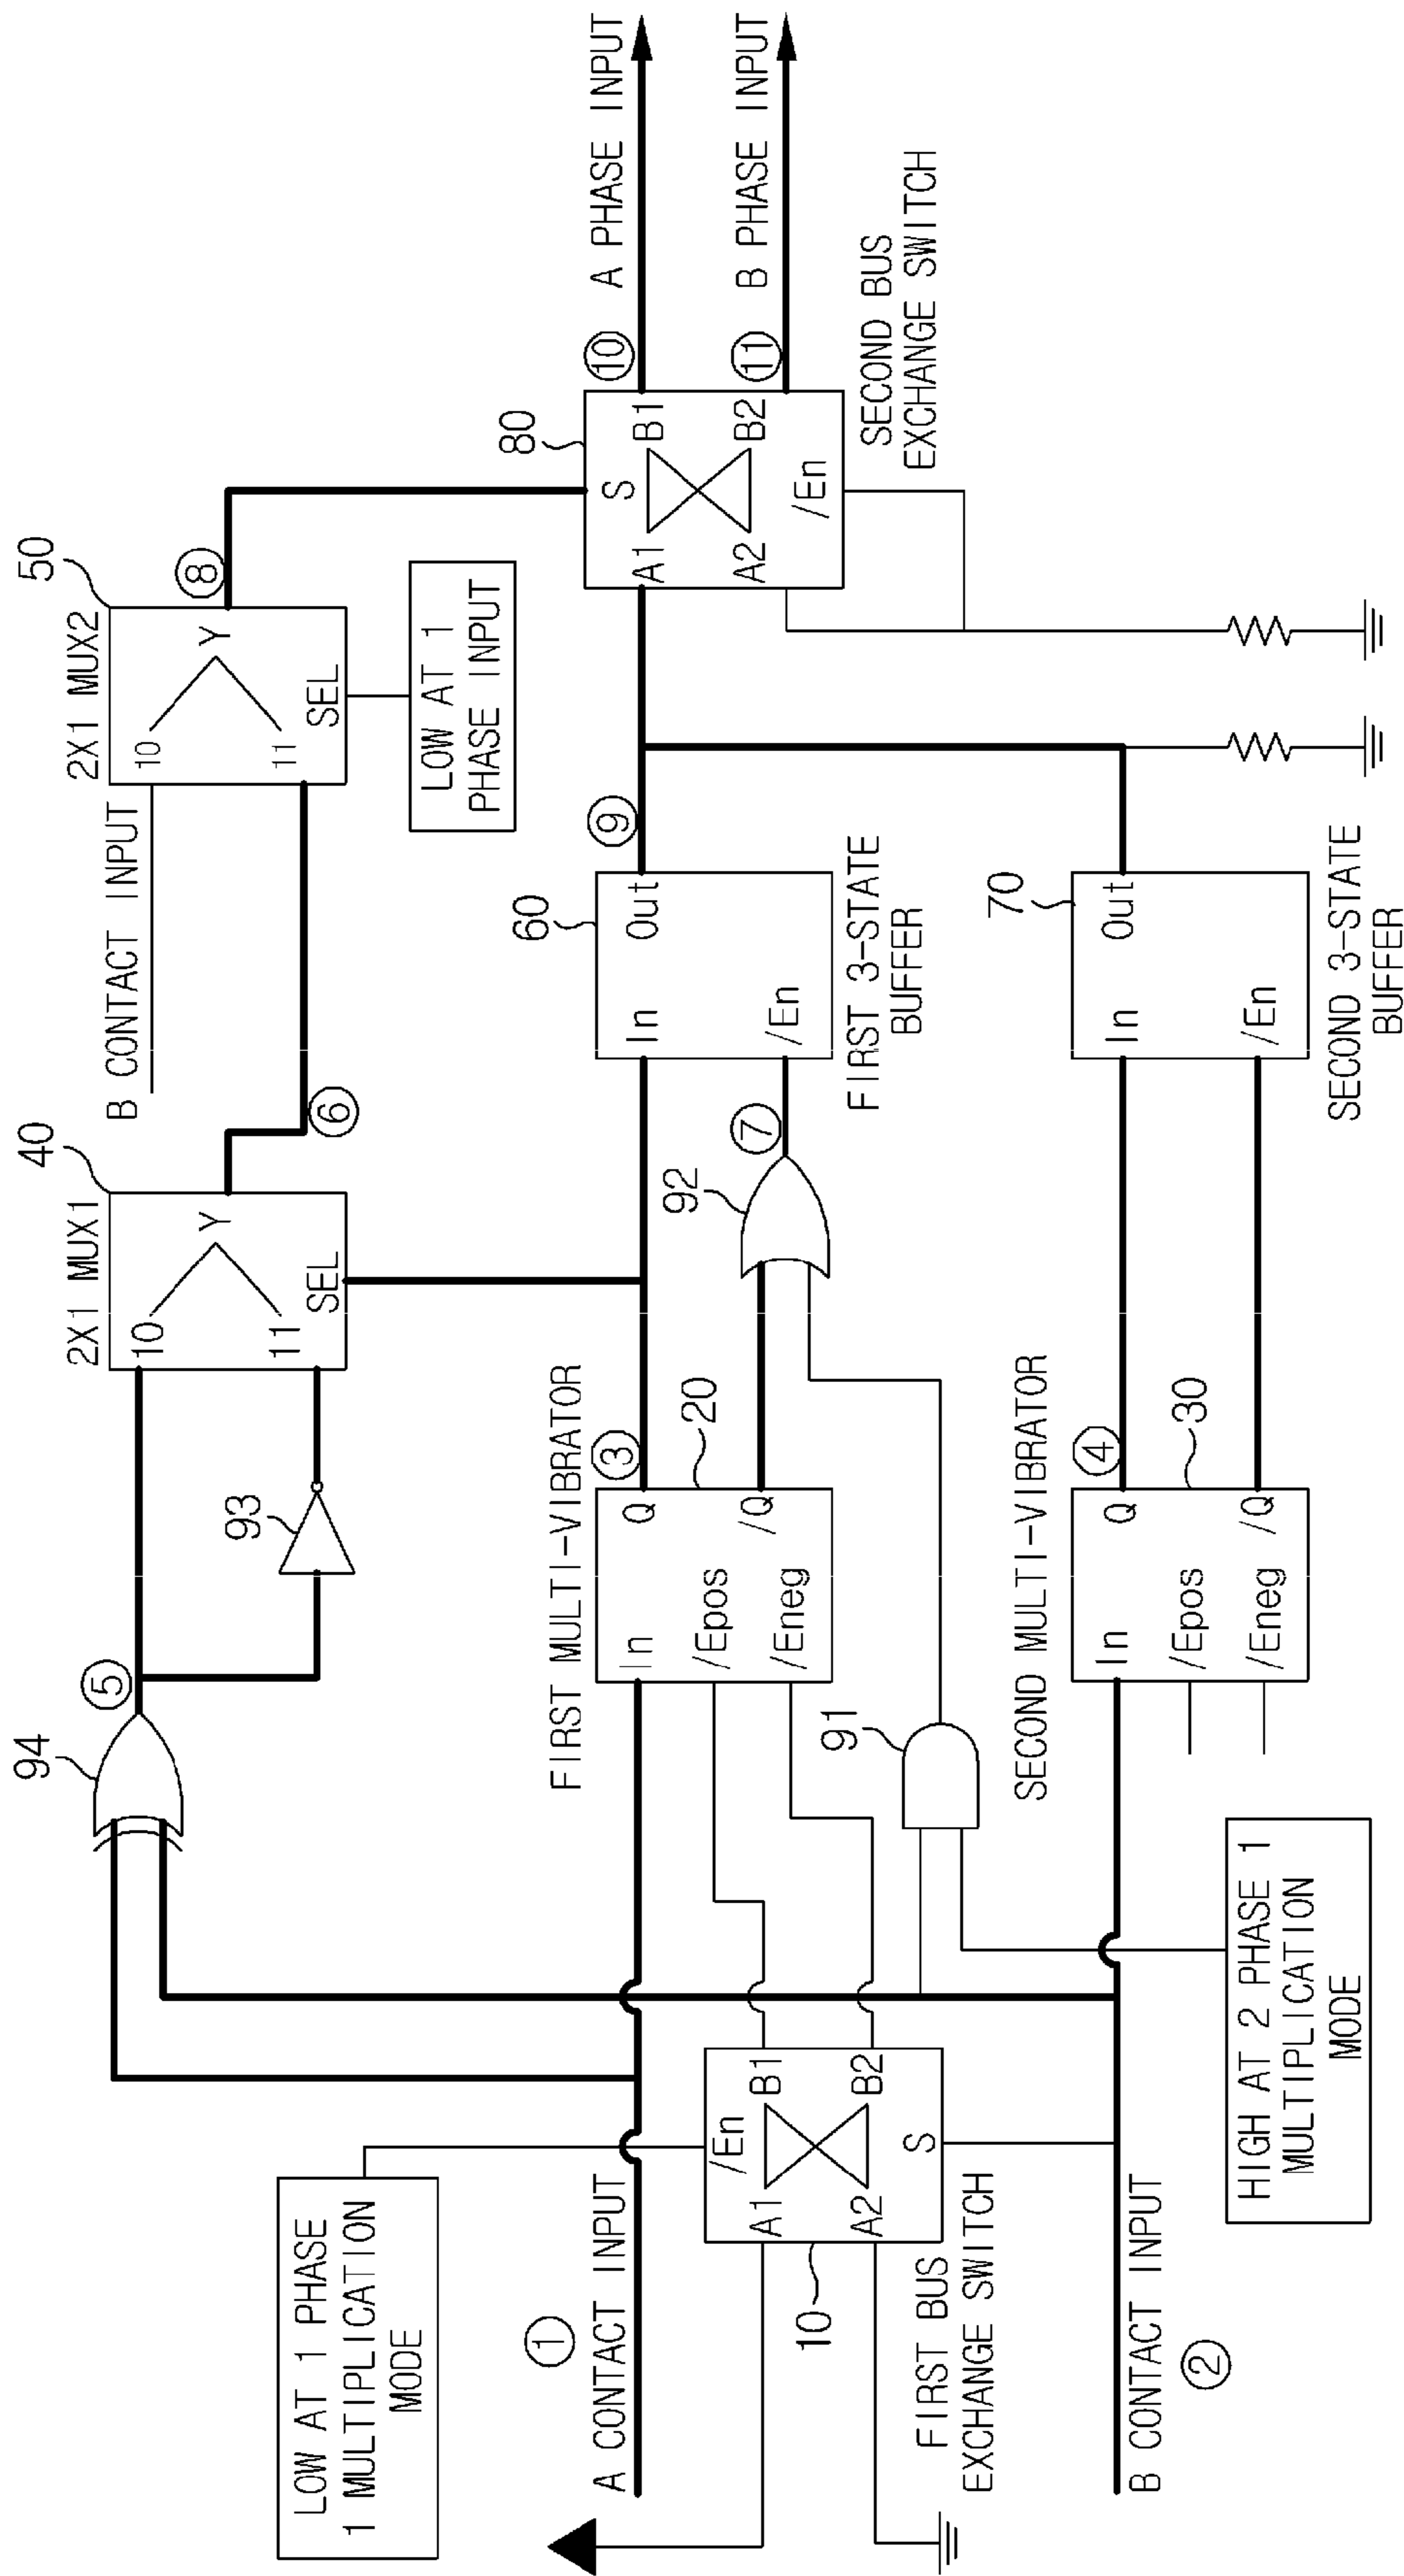 94
⑤
93
2X1 MUX1
40
10
11
Y
SEL
⑥
B CONTACT INPUT
2X1 MUX2
50
10
11
Y
SEL
⑧
LOW AT 1
PHASE INPUT
LOW AT 1 PHASE
1 MULTIPLICATION
MODE
①
A CONTACT INPUT
/En
A1
B1
A2
B2
S
10
FIRST BUS
EXCHANGE SWITCH
FIRST MULTI-VIBRATOR
In
Q
/Epos
/Eneg
/Q
20
③
91
92
⑦
60
In
Out
/En
FIRST 3-STATE
BUFFER
⑨
80
S
A1
B1
A2
B2
/En
SECOND BUS
EXCHANGE SWITCH
⑩
A PHASE INPUT
⑪
B PHASE INPUT
B CONTACT INPUT
②
HIGH AT 2 PHASE 1
MULTIPLICATION
MODE
SECOND MULTI-VIBRATOR
In
Q
/Epos
/Eneg
/Q
30
④
70
In
Out
/En
SECOND 3-STATE
BUFFER